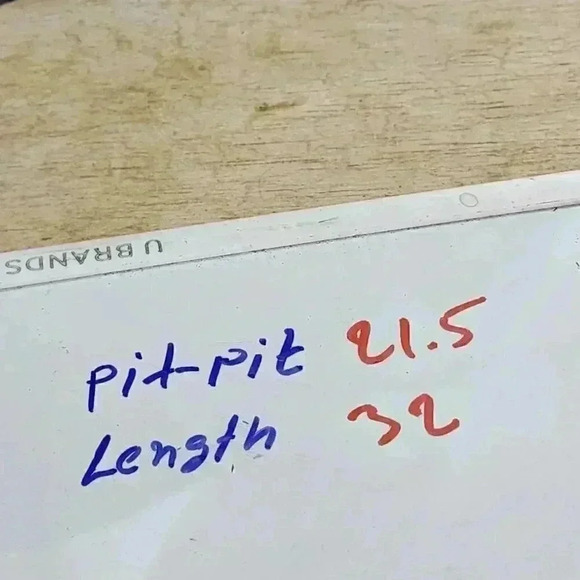 U BRANDS
pit-pit 21.5
Length 32